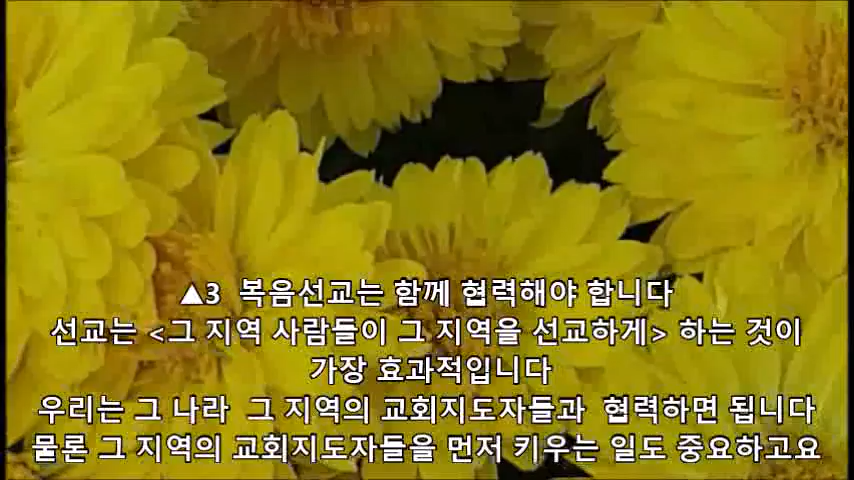 ▲3 복음선교는 함께 협력해야 합니다
선교는 <그 지역 사람들이 그 지역을 선교하게> 하는 것이
가장 효과적입니다
우리는 그 나라 그 지역의 교회지도자들과 협력하면 됩니다
물론 그 지역의 교회지도자들을 먼저 키우는 일도 중요하고요